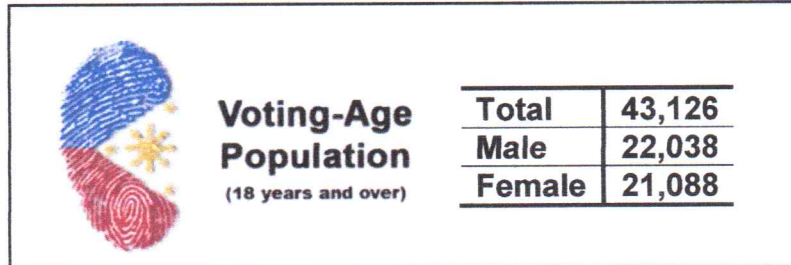 Voting-Age
Population
(18 years and over)
Total 43,126
Male 22,038
Female 21,088